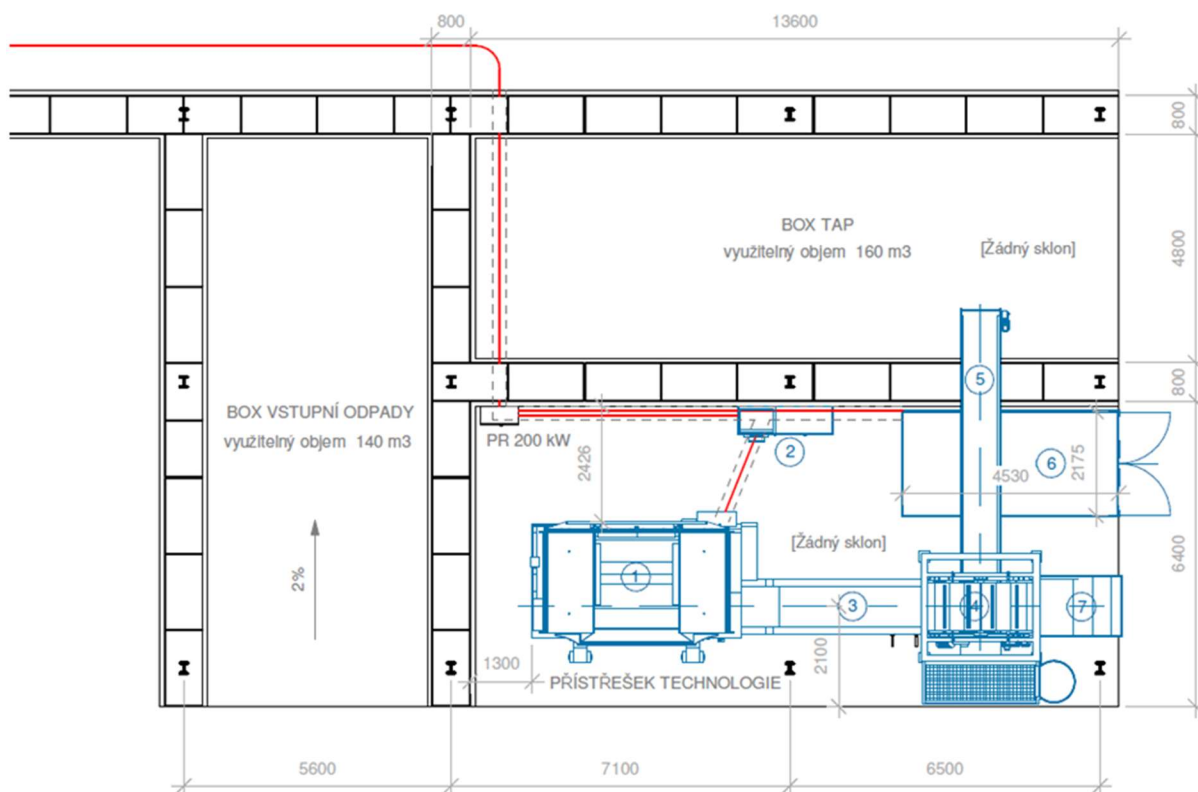 800
13600
800
BOX TAP
využitelný objem 160 m3
[Žádný sklon]
4800
5
800
BOX VSTUPNÍ ODPADY
využitelný objem 140 m3
PR 200 kW
2426
7
2
6
4530
2175
[Žádný sklon]
6400
2%
1
3
4
7
2100
1300
PŘÍSTŘEŠEK TECHNOLOGIE
5600
7100
6500